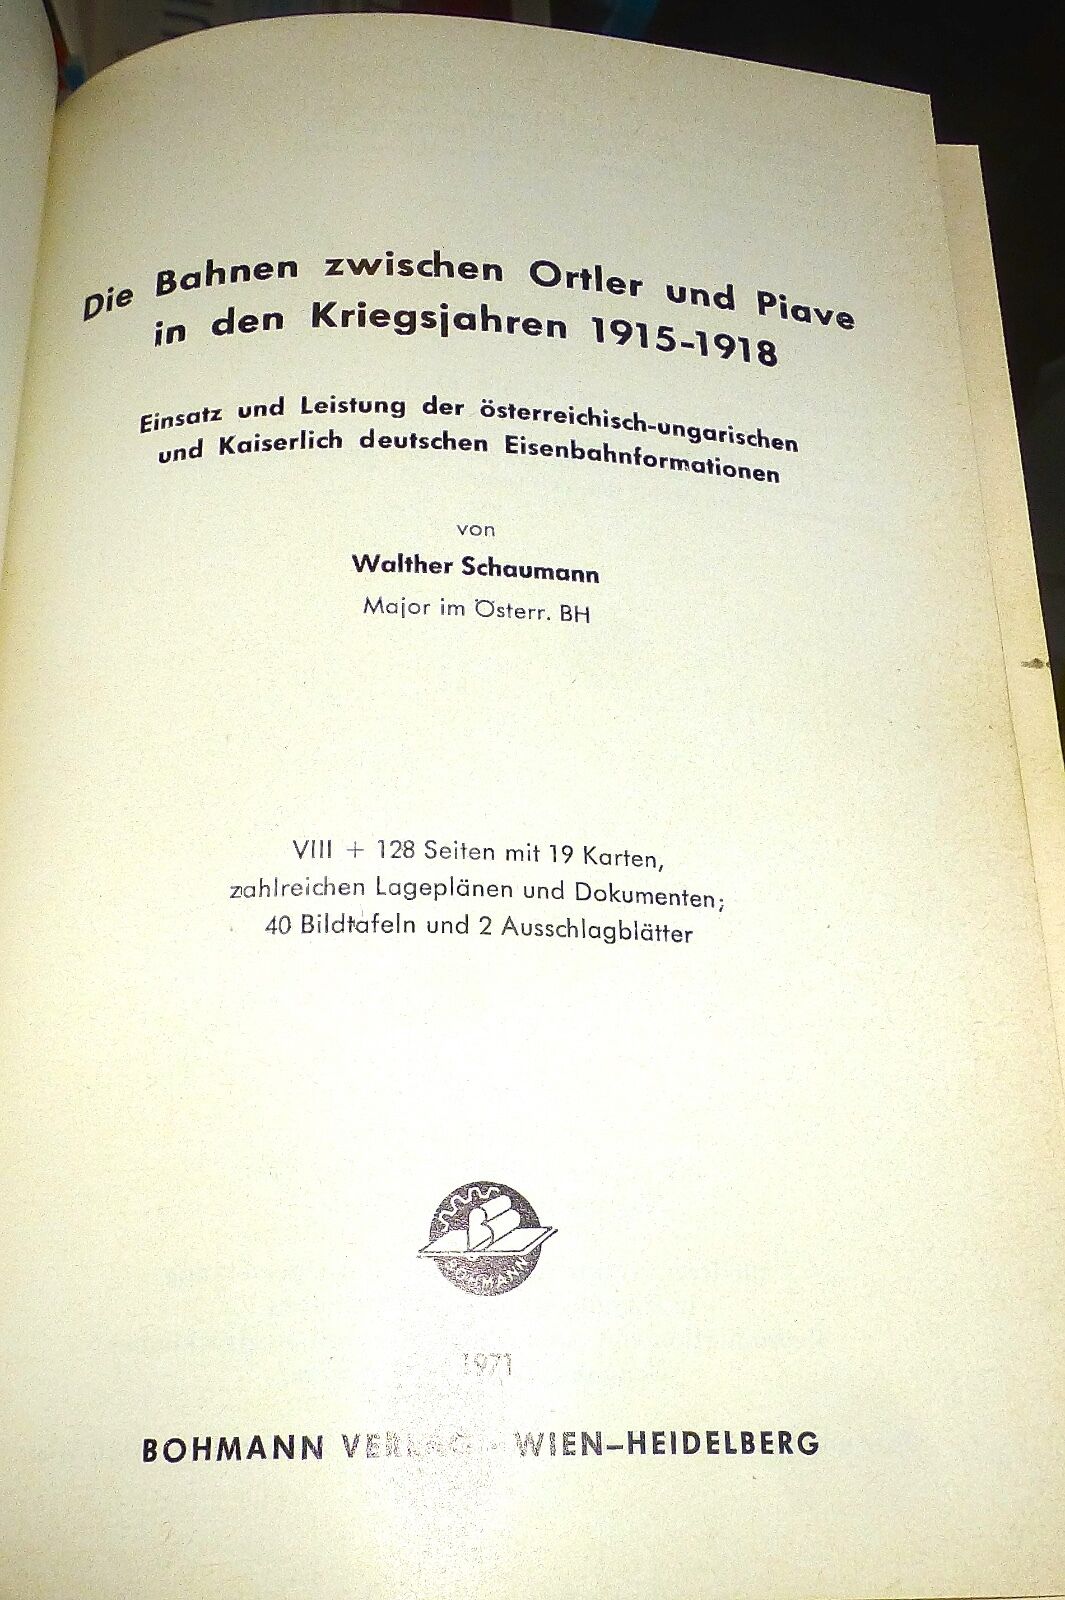 Die Bahnen zwischen Ortler und Piave
in den Kriegsjahren 1915-1918
Einsatz und Leistung der österreichisch-ungarischen
und Kaiserlich deutschen Eisenbahnformationen
von
Walther Schaumann
Major im Österr. BH
VIII + 128 Seiten mit 19 Karten,
zahlreichen Lageplänen und Dokumenten;
40 Bildtafeln und 2 Ausschlagblätter
B
BOHMANN
1971
BOHMANN VERLAG - WIEN-HEIDELBERG